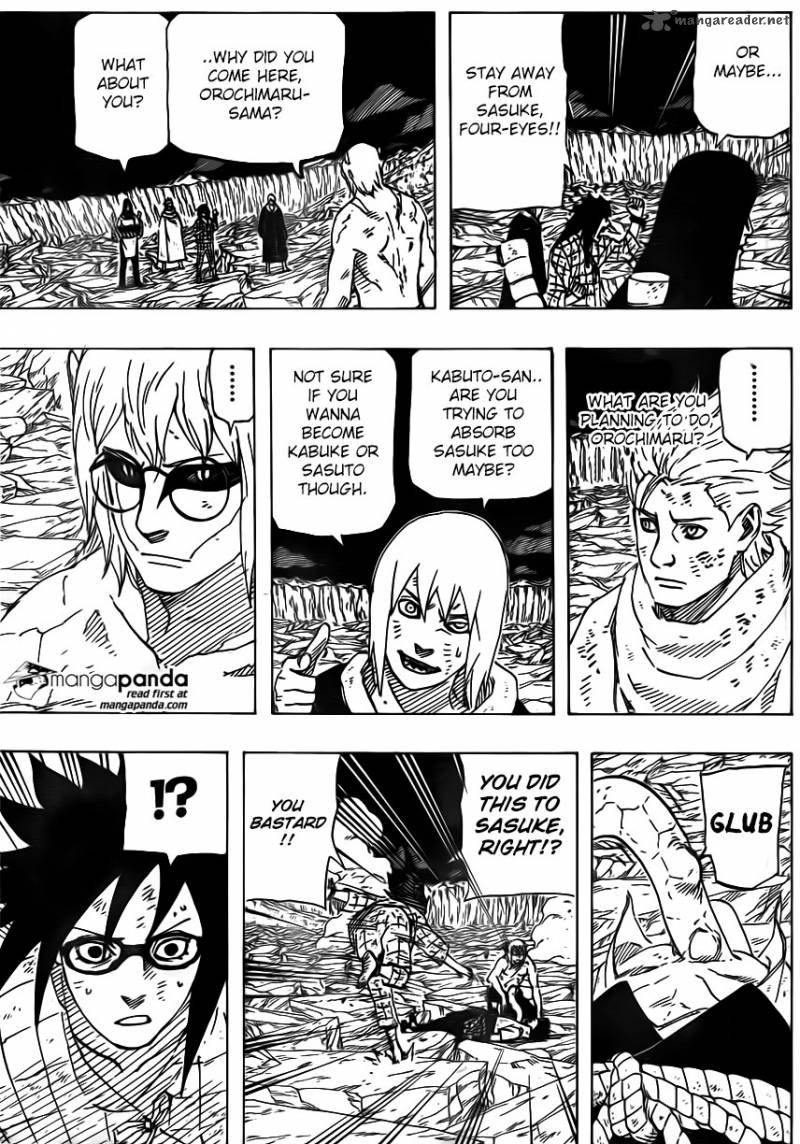 mangareader.net
OR
MAYBE...
STAY AWAY
FROM
SASUKE,
FOUR-EYES!!
..WHY DID YOU
COME HERE,
OROCHIMARU-
SAMA?
WHAT
ABOUT
YOU?
........
WHAT ARE YOU
PLANNING TO DO,
OROCHIMARU?
KABUTO-SAN..
ARE YOU
TRYING TO
ABSORB
SASUKE TOO
MAYBE?
NOT SURE
IF YOU
WANNA
BECOME
KABUKE OR
SASUTO
THOUGH.
........
mangapanda
read first at
mangapanda.com
GLUB
YOU DID
THIS TO
SASUKE,
RIGHT!?
YOU
BASTARD
!!
!?